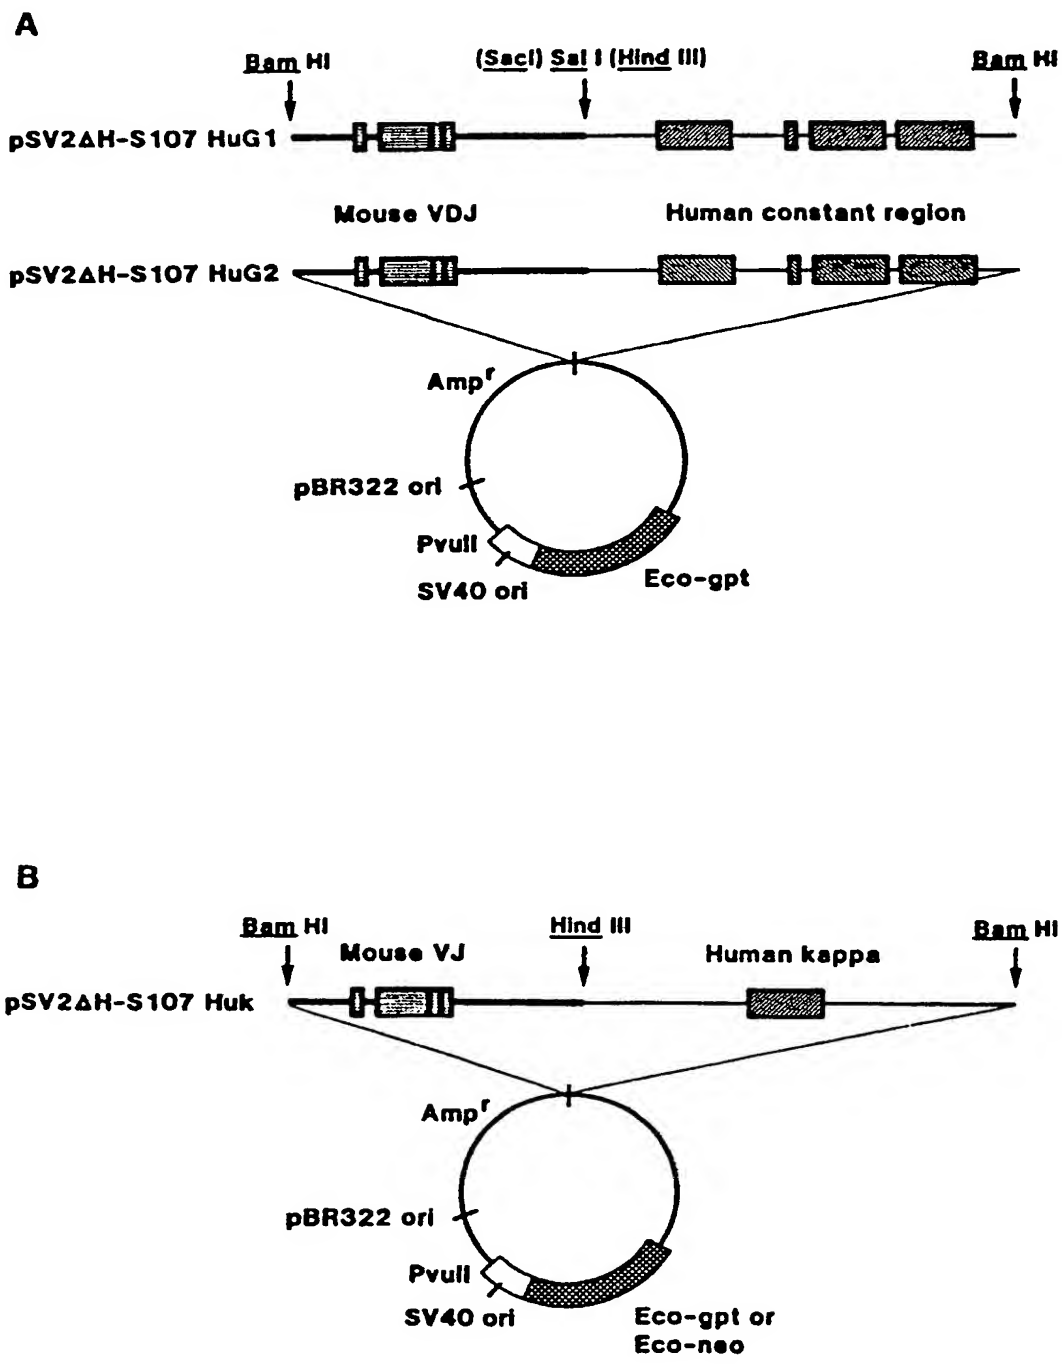 A
Bam HI
(SacI) Sal I (Hind III)
Bam HI
pSV2ΔH-S107 HuG1
Mouse VDJ
Human constant region
pSV2ΔH-S107 HuG2
Amp^r
pBR322 ori
PvuII
SV40 ori
Eco-gpt
B
Bam HI
Hind III
Bam HI
Mouse VJ
Human kappa
pSV2ΔH-S107 Huk
Amp^r
pBR322 ori
PvuII
SV40 ori
Eco-gpt or
Eco-neo